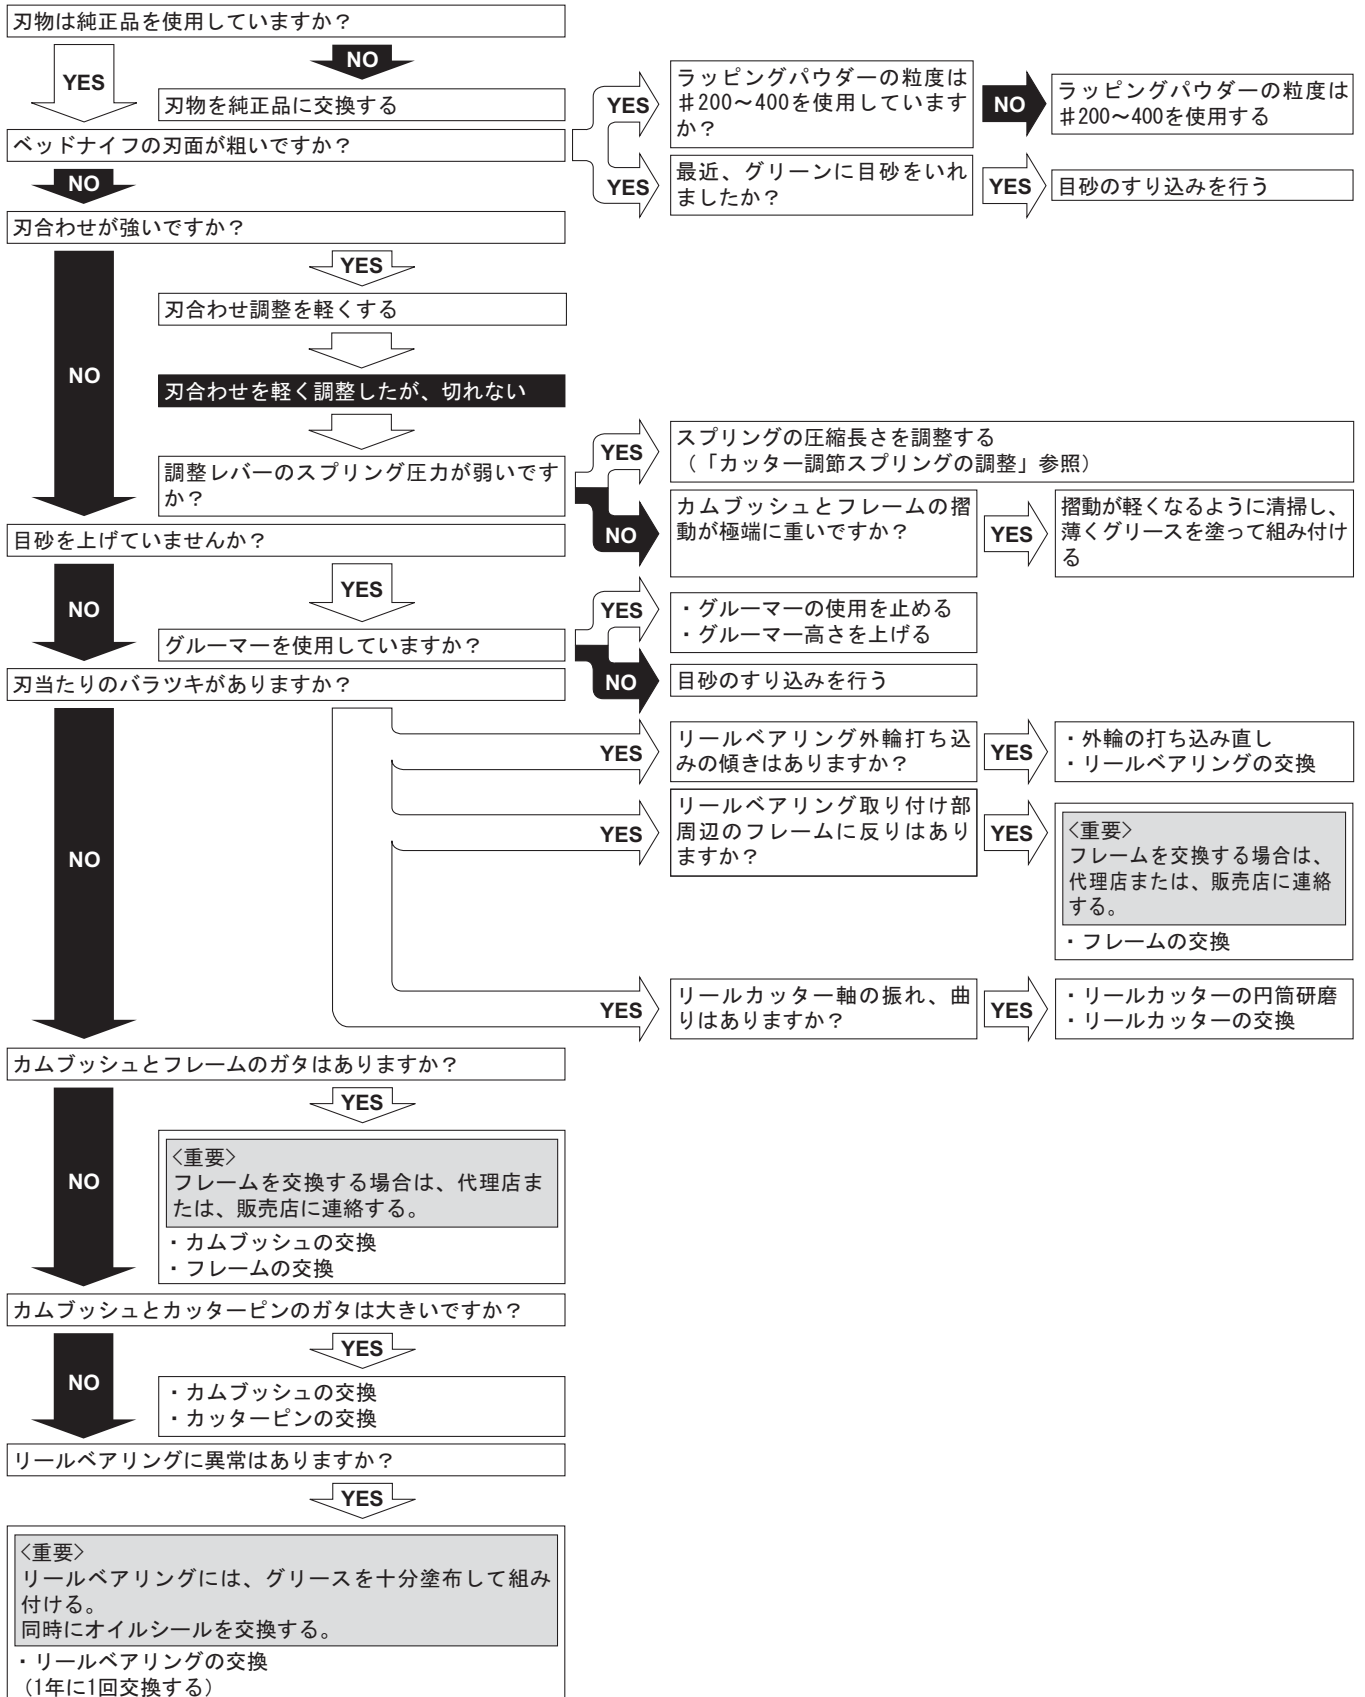 刃物は純正品を使用していますか？
YES
NO
刃物を純正品に交換する
ベッドナイフの刃面が粗いですか？
YES
ラッピングパウダーの粒度は
＃200～400を使用しています
か？
NO
ラッピングパウダーの粒度は
＃200～400を使用する
YES
最近、グリーンに目砂をいれ
ましたか？
YES
目砂のすり込みを行う
NO
刃合わせが強いですか？
YES
刃合わせ調整を軽くする
NO
刃合わせを軽く調整したが、切れない
調整レバーのスプリング圧力が弱いです
か？
YES
スプリングの圧縮長さを調整する
（「カッター調節スプリングの調整」参照）
NO
カムブッシュとフレームの摺
動が極端に重いですか？
YES
摺動が軽くなるように清掃し、
薄くグリースを塗って組み付け
る
目砂を上げていませんか？
NO
YES
グルーマーを使用していますか？
YES
・グルーマーの使用を止める
・グルーマー高さを上げる
NO
目砂のすり込みを行う
刃当たりのバラツキがありますか？
YES
リールベアリング外輪打ち込
みの傾きはありますか？
YES
・外輪の打ち込み直し
・リールベアリングの交換
YES
リールベアリング取り付け部
周辺のフレームに反りはあり
ますか？
YES
〈重要〉
フレームを交換する場合は、
代理店または、販売店に連絡
する。
・フレームの交換
NO
YES
リールカッター軸の振れ、曲
りはありますか？
YES
・リールカッターの円筒研磨
・リールカッターの交換
カムブッシュとフレームのガタはありますか？
YES
NO
〈重要〉
フレームを交換する場合は、代理店ま
たは、販売店に連絡する。
・カムブッシュの交換
・フレームの交換
カムブッシュとカッターピンのガタは大きいですか？
YES
NO
・カムブッシュの交換
・カッターピンの交換
リールベアリングに異常はありますか？
YES
〈重要〉
リールベアリングには、グリースを十分塗布して組み
付ける。
同時にオイルシールを交換する。
・リールベアリングの交換
（1年に1回交換する）